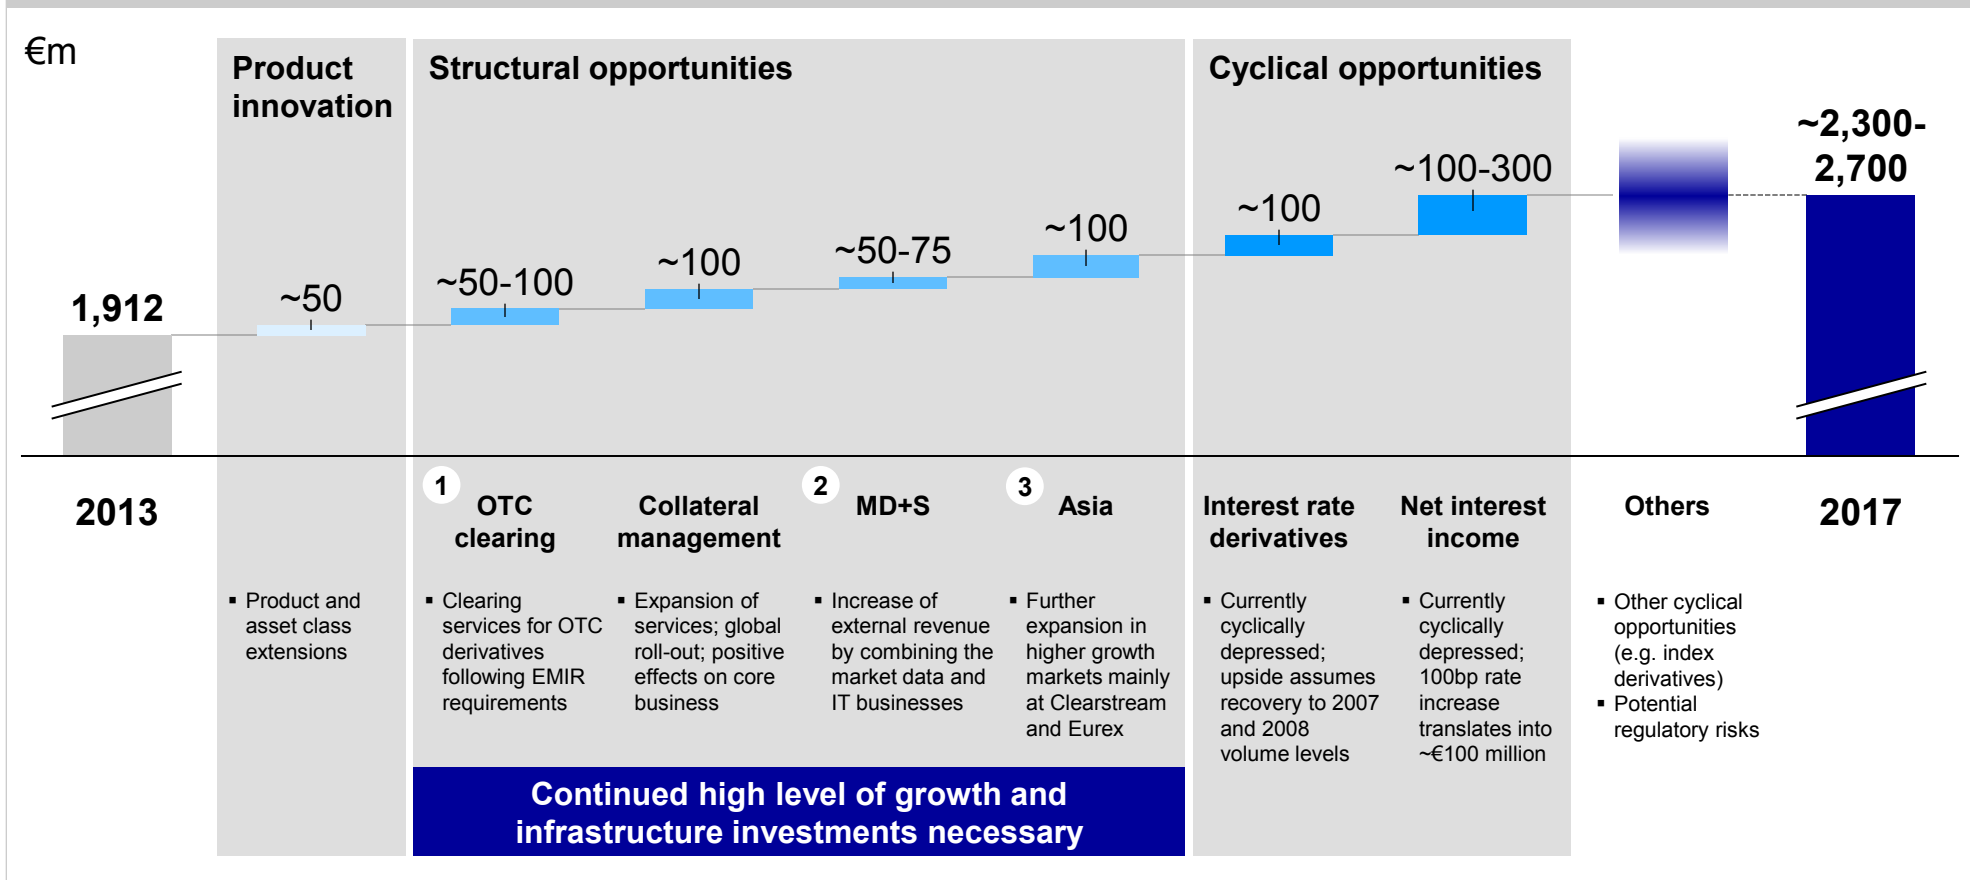 €m
Product
innovation
Structural opportunities
Cyclical opportunities
1,912
~50
~50-100
~100
~50-75
~100
~100
~100-300
~2,300-
2,700
2013
1
OTC
clearing
Collateral
management
2
MD+S
3
Asia
Interest rate
derivatives
Net interest
income
Others
2017
▪ Product and
asset class
extensions
▪ Clearing
services for OTC
derivatives
following EMIR
requirements
▪ Expansion of
services; global
roll-out; positive
effects on core
business
▪ Increase of
external revenue
by combining the
market data and
IT businesses
▪ Further
expansion in
higher growth
markets mainly
at Clearstream
and Eurex
▪ Currently
cyclically
depressed;
upside assumes
recovery to 2007
and 2008
volume levels
▪ Currently
cyclically
depressed;
100bp rate
increase
translates into
~€100 million
▪ Other cyclical
opportunities
(e.g. index
derivatives)
▪ Potential
regulatory risks
Continued high level of growth and
infrastructure investments necessary